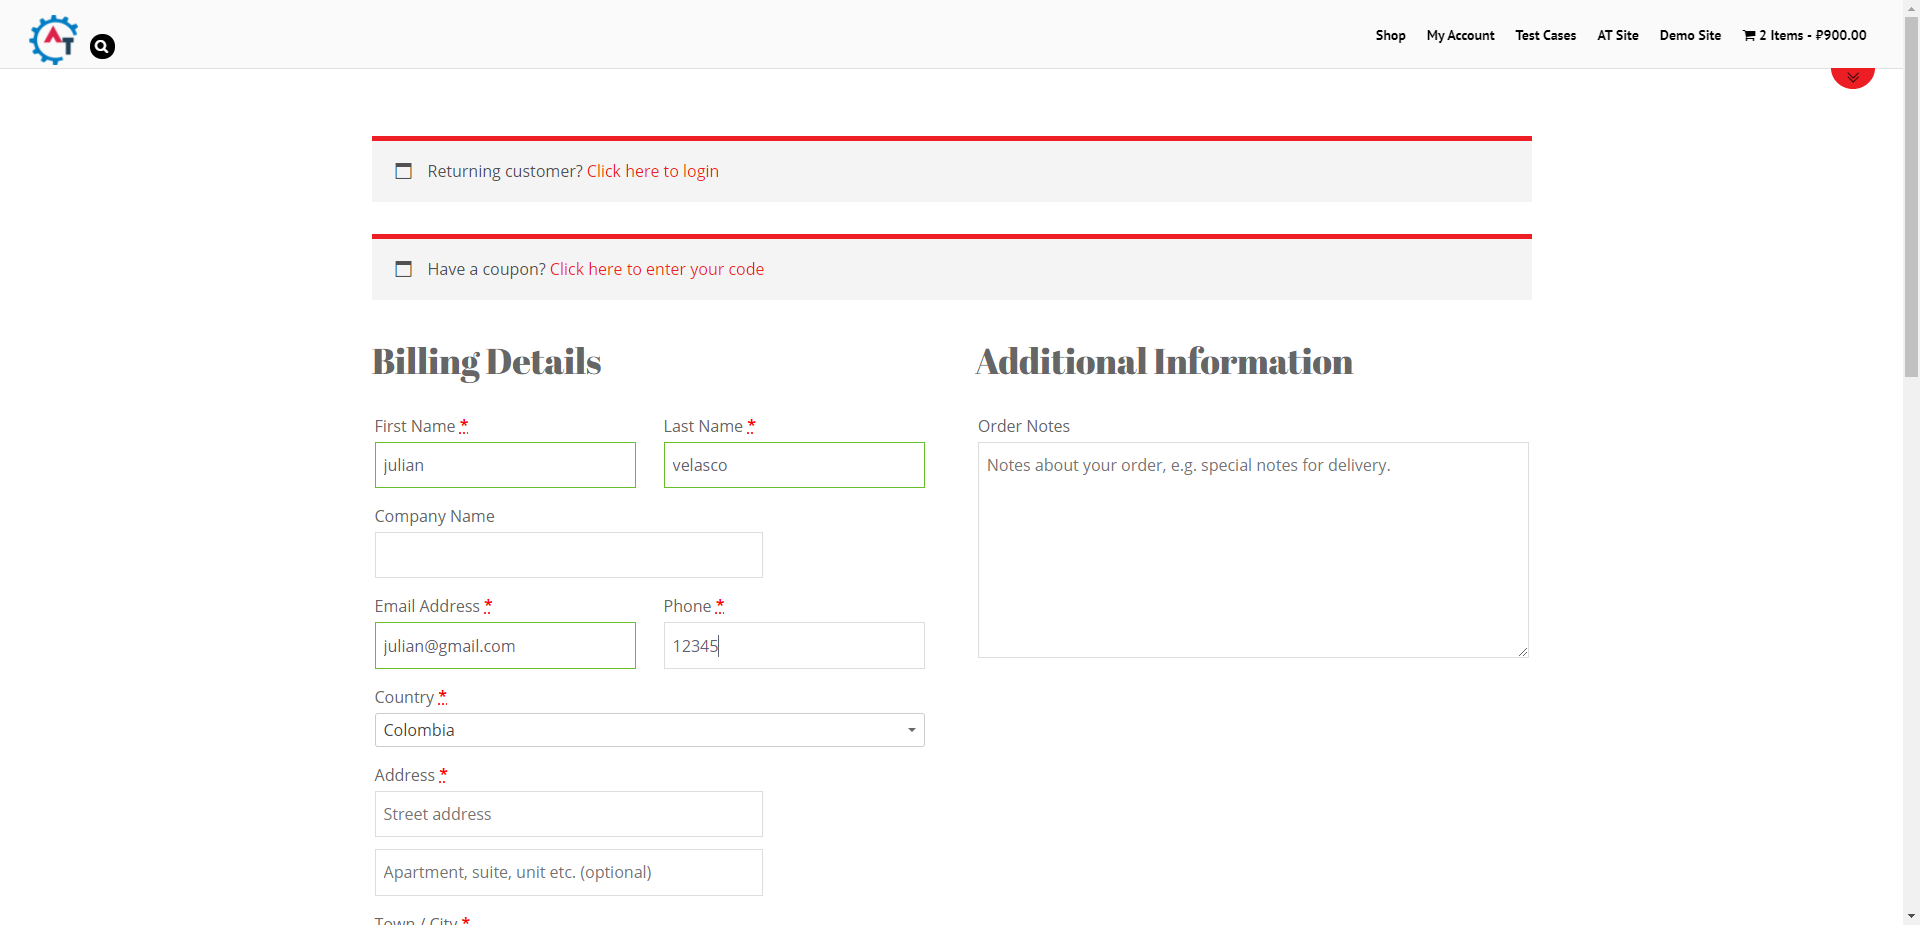 AT
Shop My Account Test Cases AT Site Demo Site 2 Items - ₽900.00
Returning customer? Click here to login
Have a coupon? Click here to enter your code
Billing Details
Additional Information
First Name *
Last Name *
Order Notes
julian
velasco
Notes about your order, e.g. special notes for delivery.
Company Name
Email Address *
Phone *
julian@gmail.com
12345
Country *
Colombia
Address *
Street address
Apartment, suite, unit etc. (optional)
Town / City *